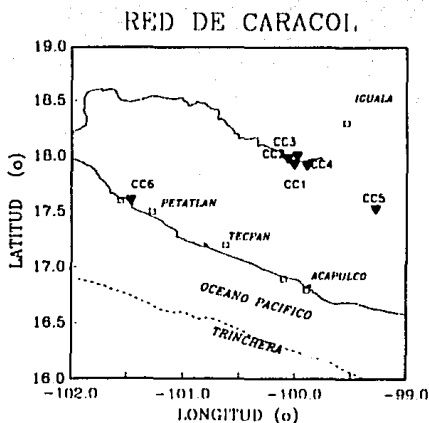 RED DE CARACOL
19.0
18.5
18.0
17.5
17.0
16.5
16.0
LATITUD (o)
IGUALA
CC3
CC4
CC1
CC5
CC6
PETATLAN
TECPAN
ACAPULCO
OCEANO PACIFICO
TRINCHERA
-102.0
-101.0
-100.0
-99.0
LONGITUD (o)